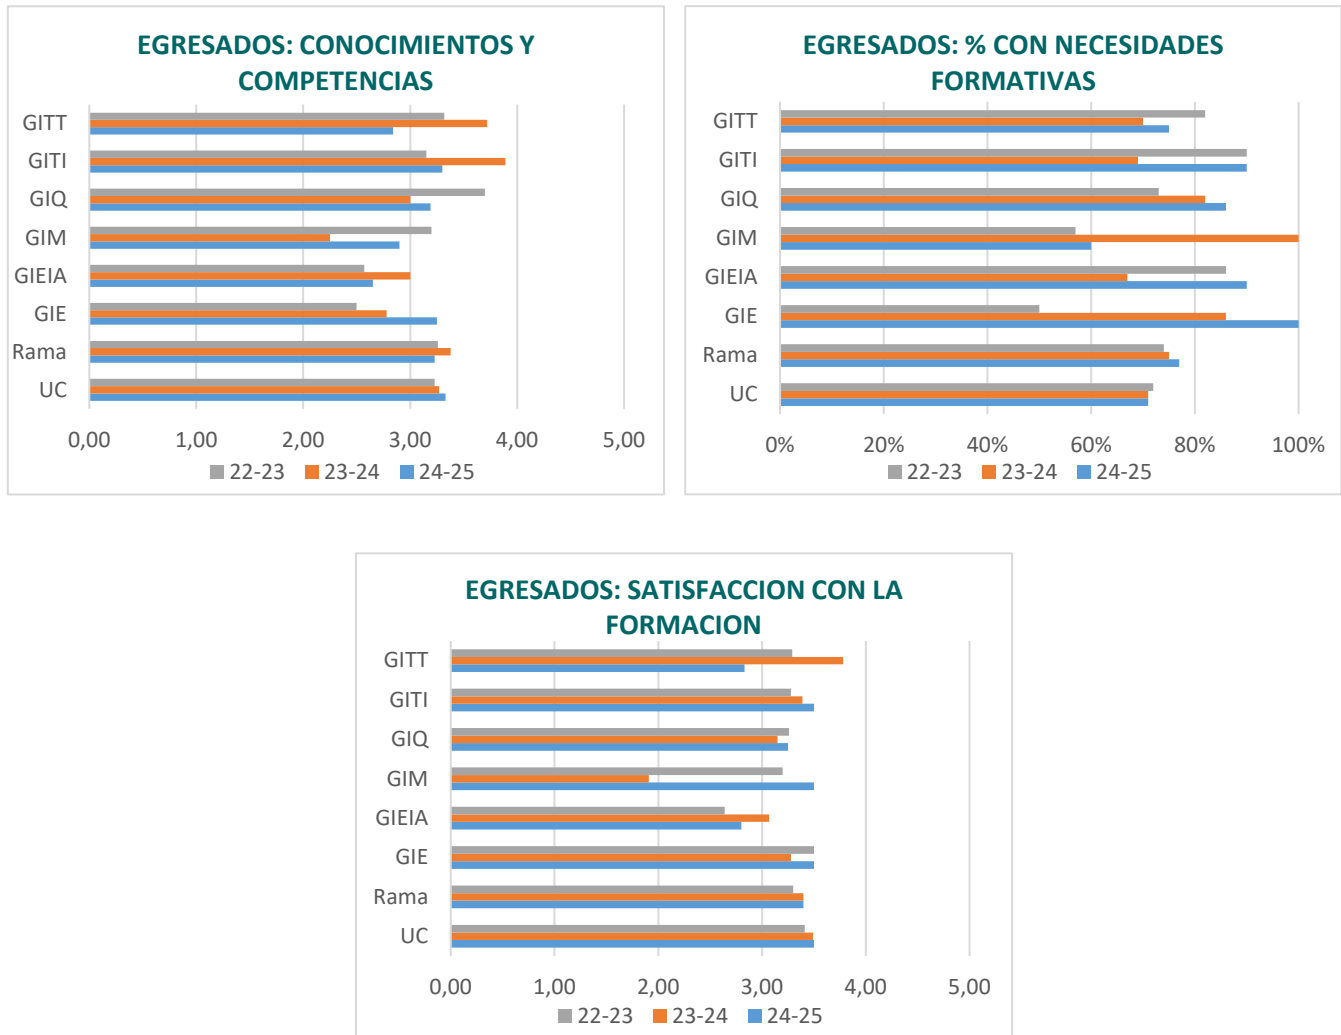 EGRESADOS: CONOCIMIENTOS Y
COMPETENCIAS
GITT
GITI
GIQ
GIM
GIEIA
GIE
Rama
UC
0,00 1,00 2,00 3,00 4,00 5,00
22-23 23-24 24-25
EGRESADOS: % CON NECESIDADES
FORMATIVAS
GITT
GITI
GIQ
GIM
GIEIA
GIE
Rama
UC
0% 20% 40% 60% 80% 100%
22-23 23-24 24-25
EGRESADOS: SATISFACCION CON LA
FORMACION
GITT
GITI
GIQ
GIM
GIEIA
GIE
Rama
UC
0,00 1,00 2,00 3,00 4,00 5,00
22-23 23-24 24-25